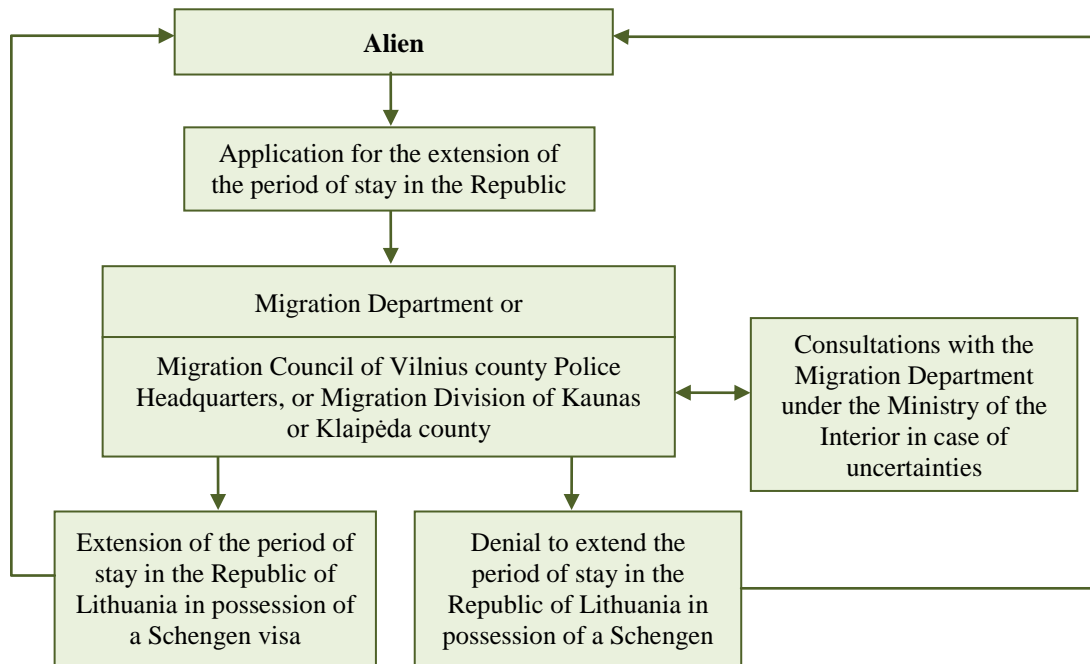 Alien
Application for the extension of
the period of stay in the Republic
Migration Department or
Migration Council of Vilnius county Police
Headquarters, or Migration Division of Kaunas
or Klaipėda county
Consultations with the
Migration Department
under the Ministry of the
Interior in case of
uncertainties
Extension of the period of
stay in the Republic of
Lithuania in possession of
a Schengen visa
Denial to extend the
period of stay in the
Republic of Lithuania in
possession of a Schengen